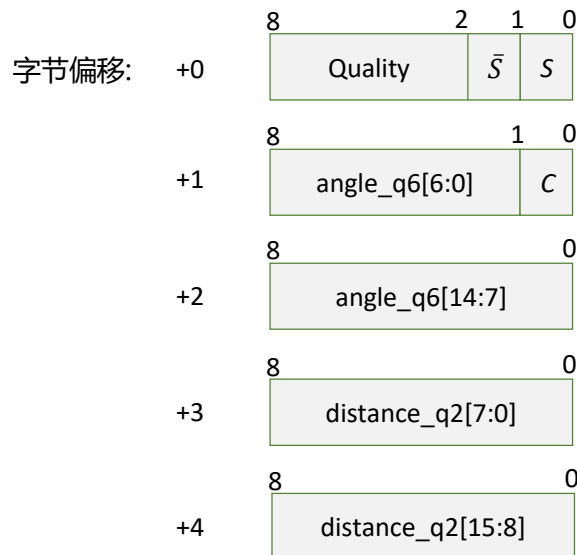 8 2 1 0
字节偏移: +0 Quality S̄ S
8 1 0
+1 angle_q6[6:0] C
8 0
+2 angle_q6[14:7]
8 0
+3 distance_q2[7:0]
8 0
+4 distance_q2[15:8]